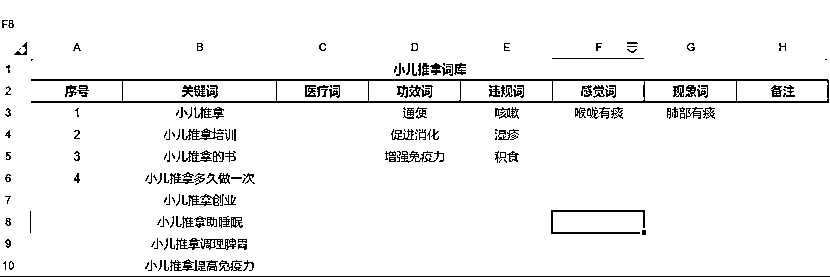 F8
A B C D E F G H
1 小儿推拿词库
2 序号 关键词 医疗词 功效词 违规词 感觉词 现象词 备注
3 1 小儿推拿 通便 咳嗽 喉咙有痰 肺部有痰
4 2 小儿推拿培训 促进消化 湿疹
5 3 小儿推拿的书 增强免疫力 积食
6 4 小儿推拿多久做一次
7 小儿推拿创业
8 小儿推拿助睡眠
9 小儿推拿调理脾胃
10 小儿推拿提高免疫力